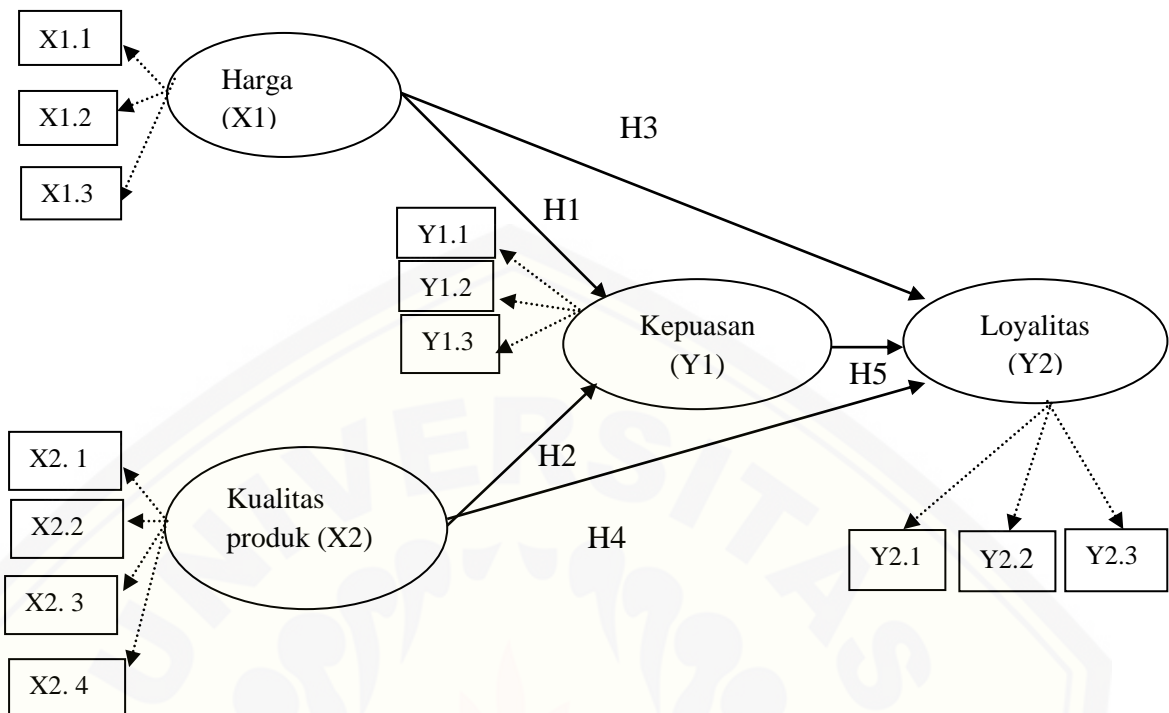 X1.1
X1.2
X1.3
Harga
(X1)
H3
H1
Y1.1
Y1.2
Y1.3
Kepuasan
(Y1)
Loyalitas
(Y2)
H5
X2. 1
X2.2
X2. 3
X2. 4
Kualitas
produk (X2)
H2
H4
Y2.1
Y2.2
Y2.3
UNIVERSITAS